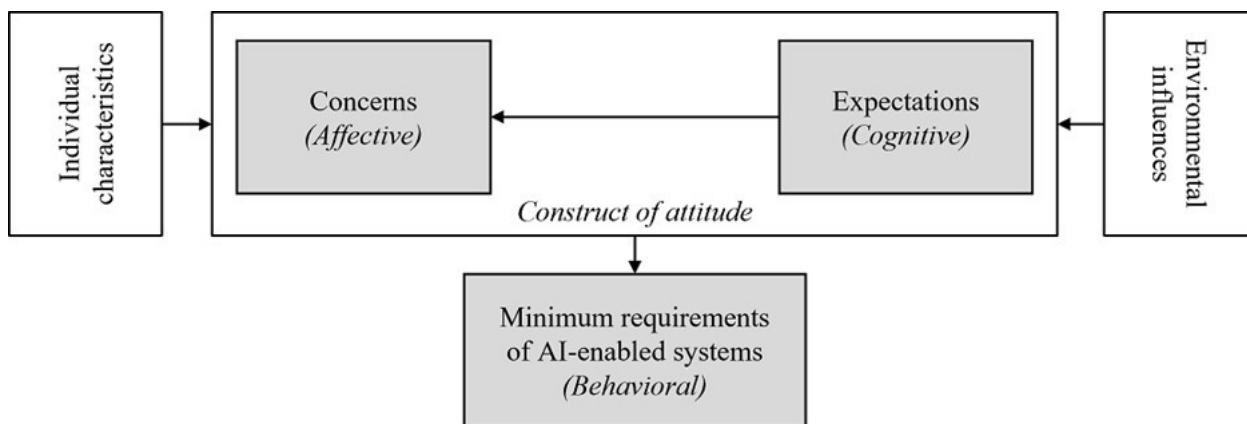 Individual
characteristics
Concerns
(Affective)
Expectations
(Cognitive)
Construct of attitude
Environmental
influences
Minimum requirements
of AI-enabled systems
(Behavioral)